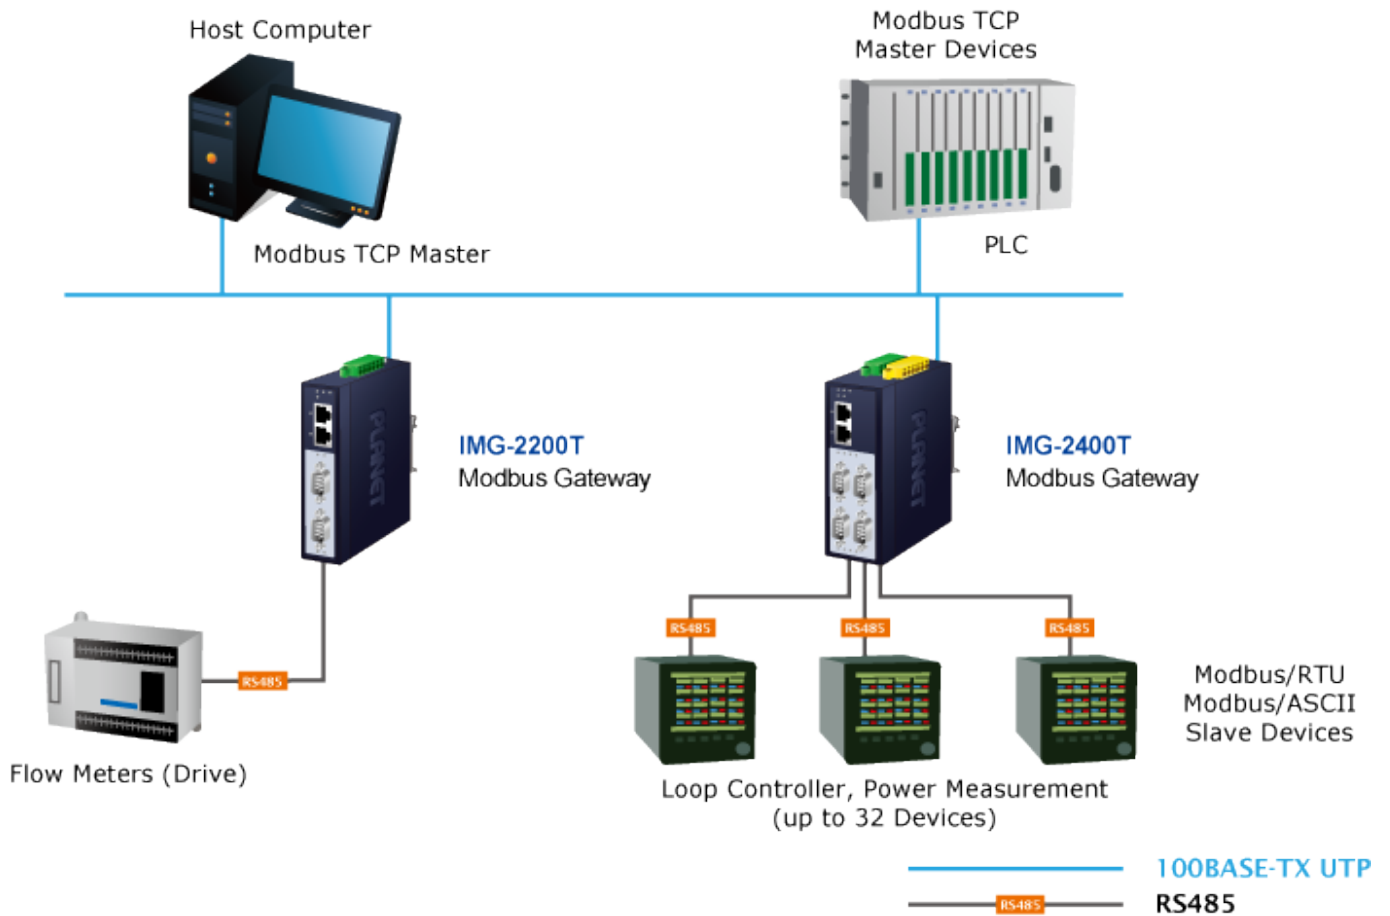 Host Computer
Modbus TCP
Master Devices
Modbus TCP Master
PLC
PLANET
IMG-2200T
Modbus Gateway
PLANET
IMG-2400T
Modbus Gateway
RS485
RS485
RS485
RS485
Modbus/RTU
Modbus/ASCII
Slave Devices
Flow Meters (Drive)
Loop Controller, Power Measurement
(up to 32 Devices)
100BASE-TX UTP
RS485
RS485